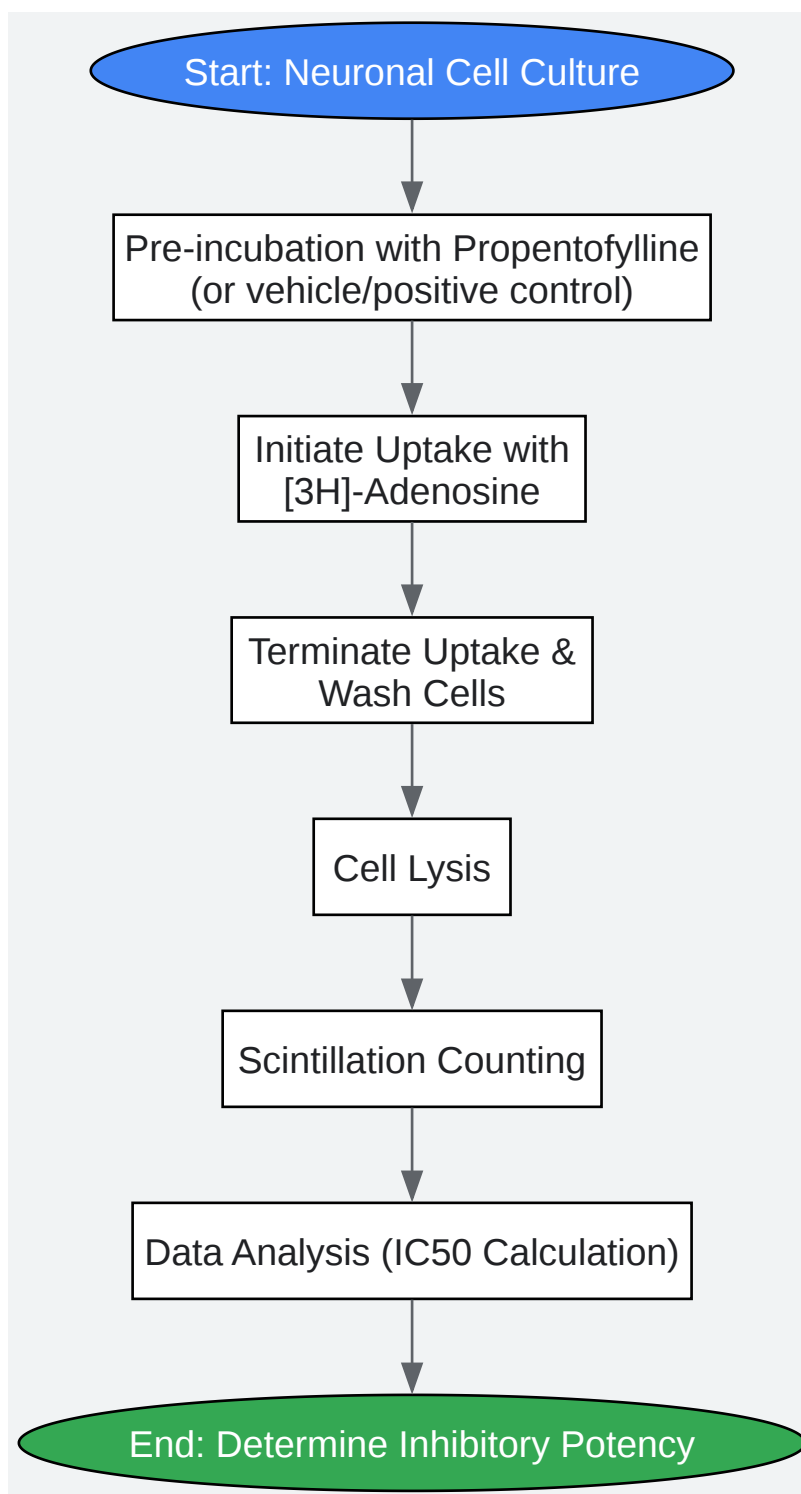 Start: Neuronal Cell Culture
Pre-incubation with Propentofylline
(or vehicle/positive control)
Initiate Uptake with
[3H]-Adenosine
Terminate Uptake &
Wash Cells
Cell Lysis
Scintillation Counting
Data Analysis (IC50 Calculation)
End: Determine Inhibitory Potency